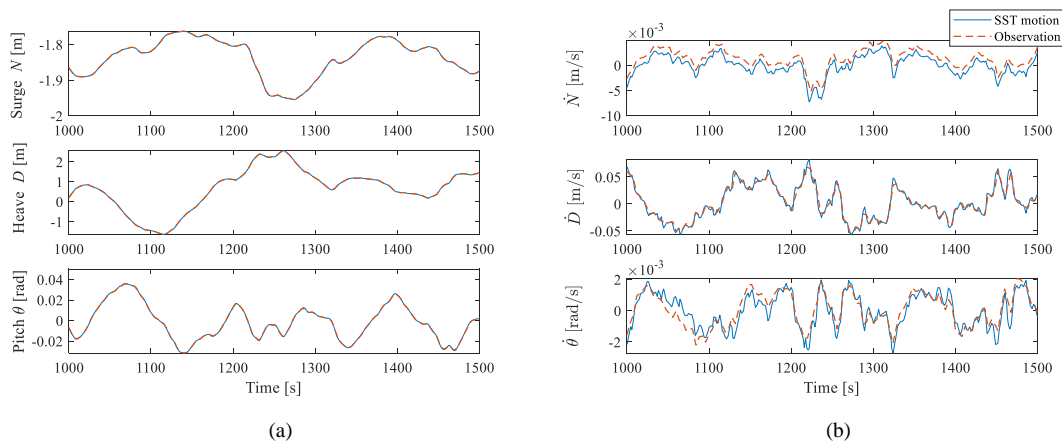 SST motion
Observation
Surge N [m]
-1.8
-1.9
-2
1000 1100 1200 1300 1400 1500
Heave D [m]
2
1
0
-1
1000 1100 1200 1300 1400 1500
Pitch θ [rad]
0.04
0.02
0
-0.02
1000 1100 1200 1300 1400 1500
Time [s]
(a)
×10⁻³
Ṅ [m/s]
5
0
-5
-10
1000 1100 1200 1300 1400 1500
Ḋ [m/s]
0.05
0
-0.05
1000 1100 1200 1300 1400 1500
×10⁻³
θ̇ [rad/s]
2
0
-2
1000 1100 1200 1300 1400 1500
Time [s]
(b)